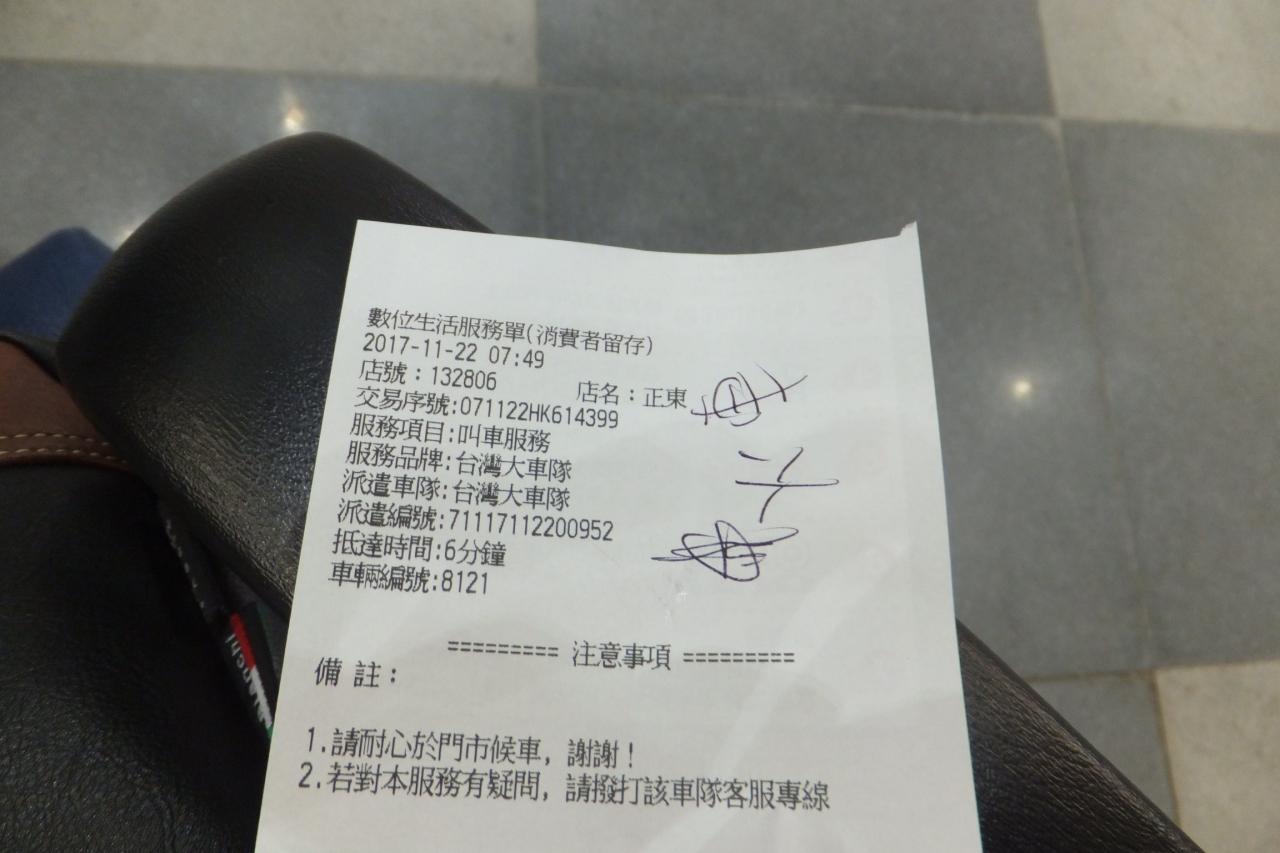 數位生活服務單(消費者留存)
2017-11-22 07:49
店號：132806 店名：正東
交易序號:071122HK614399
服務項目:叫車服務
服務品牌:台灣大車隊
派遣車隊:台灣大車隊
派遣編號:71117112200952
抵達時間:6分鐘
車輛編號:8121
========= 注意事項 =========
備 註：
1.請耐心於門市候車，謝謝！
2.若對本服務有疑問，請撥打該車隊客服專線